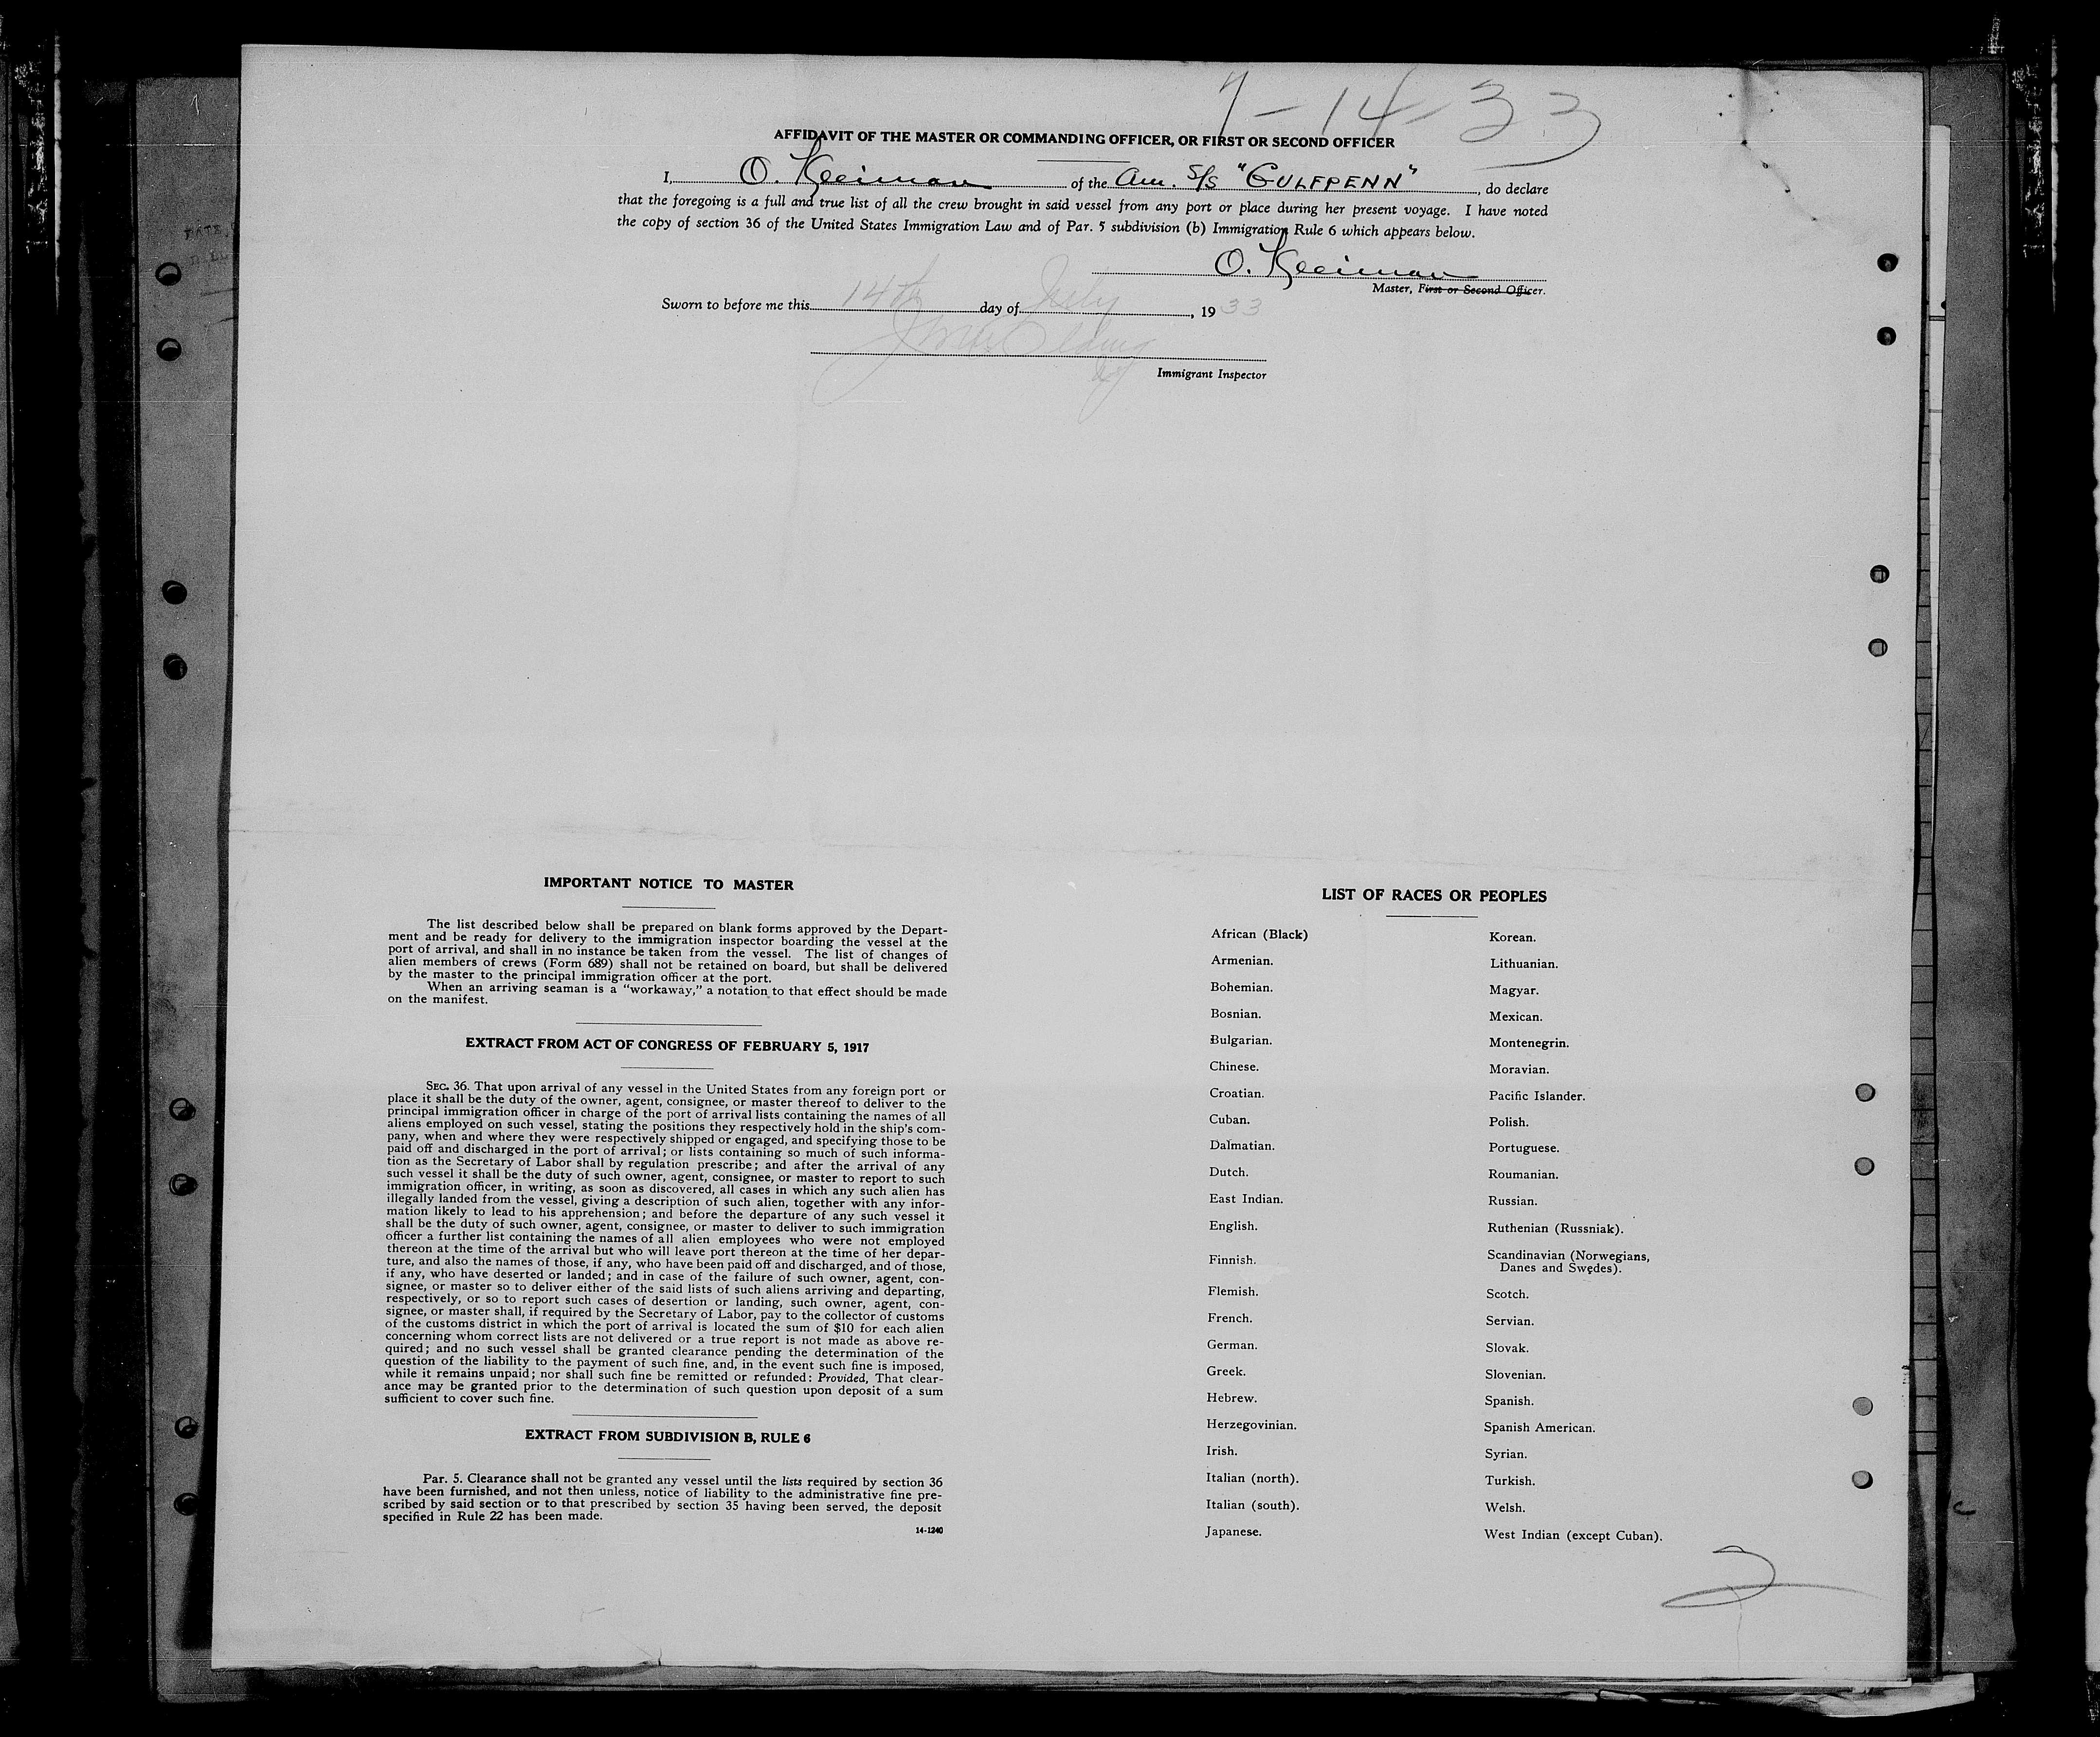 7-14-33
AFFIDAVIT OF THE MASTER OR COMMANDING OFFICER, OR FIRST OR SECOND OFFICER
I, O. Kleiman of the Am. S/S "GULFPENN", do declare
that the foregoing is a full and true list of all the crew brought in said vessel from any port or place during her present voyage. I have noted
the copy of section 36 of the United States Immigration Law and of Par. 5 subdivision (b) Immigration Rule 6 which appears below.
O. Kleiman
Master, First or Second Officer.
Sworn to before me this 14th day of July, 1933
Immigrant Inspector
IMPORTANT NOTICE TO MASTER
The list described below shall be prepared on blank forms approved by the Depart-
ment and be ready for delivery to the immigration inspector boarding the vessel at the
port of arrival, and shall in no instance be taken from the vessel. The list of changes of
alien members of crews (Form 689) shall not be retained on board, but shall be delivered
by the master to the principal immigration officer at the port.
When an arriving seaman is a "workaway," a notation to that effect should be made
on the manifest.
EXTRACT FROM ACT OF CONGRESS OF FEBRUARY 5, 1917
SEC. 36. That upon arrival of any vessel in the United States from any foreign port or
place it shall be the duty of the owner, agent, consignee, or master thereof to deliver to the
principal immigration officer in charge of the port of arrival lists containing the names of all
aliens employed on such vessel, stating the positions they respectively hold in the ship's com-
pany, when and where they were respectively shipped or engaged, and specifying those to be
paid off and discharged in the port of arrival; or lists containing so much of such informa-
tion as the Secretary of Labor shall by regulation prescribe; and after the arrival of any
such vessel it shall be the duty of such owner, agent, consignee, or master to report to such
immigration officer, in writing, as soon as discovered, all cases in which any such alien has
illegally landed from the vessel, giving a description of such alien, together with any infor-
mation likely to lead to his apprehension; and before the departure of any such vessel it
shall be the duty of such owner, agent, consignee, or master to deliver to such immigration
officer a further list containing the names of all alien employees who were not employed
thereon at the time of the arrival but who will leave port thereon at the time of her depar-
ture, and also the names of those, if any, who have been paid off and discharged, and of those,
if any, who have deserted or landed; and in case of the failure of such owner, agent, con-
signee, or master so to deliver either of the said lists of such aliens arriving and departing,
respectively, or so to report such cases of desertion or landing, such owner, agent, con-
signee, or master shall, if required by the Secretary of Labor, pay to the collector of customs
of the customs district in which the port of arrival is located the sum of $10 for each alien
concerning whom correct lists are not delivered or a true report is not made as above re-
quired; and no such vessel shall be granted clearance pending the determination of the
question of the liability to the payment of such fine, and, in the event such fine is imposed,
while it remains unpaid; nor shall such fine be remitted or refunded: Provided, That clear-
ance may be granted prior to the determination of such question upon deposit of a sum
sufficient to cover such fine.
EXTRACT FROM SUBDIVISION B, RULE 6
Par. 5. Clearance shall not be granted any vessel until the lists required by section 36
have been furnished, and not then unless, notice of liability to the administrative fine pre-
scribed by said section or to that prescribed by section 35 having been served, the deposit
specified in Rule 22 has been made.
14-1240
LIST OF RACES OR PEOPLES
African (Black)
Armenian.
Bohemian.
Bosnian.
Bulgarian.
Chinese.
Croatian.
Cuban.
Dalmatian.
Dutch.
East Indian.
English.
Finnish.
Flemish.
French.
German.
Greek.
Hebrew.
Herzegovinian.
Irish.
Italian (north).
Italian (south).
Japanese.
Korean.
Lithuanian.
Magyar.
Mexican.
Montenegrin.
Moravian.
Pacific Islander.
Polish.
Portuguese.
Roumanian.
Russian.
Ruthenian (Russniak).
Scandinavian (Norwegians,
Danes and Swedes).
Scotch.
Servian.
Slovak.
Slovenian.
Spanish.
Spanish American.
Syrian.
Turkish.
Welsh.
West Indian (except Cuban).
2